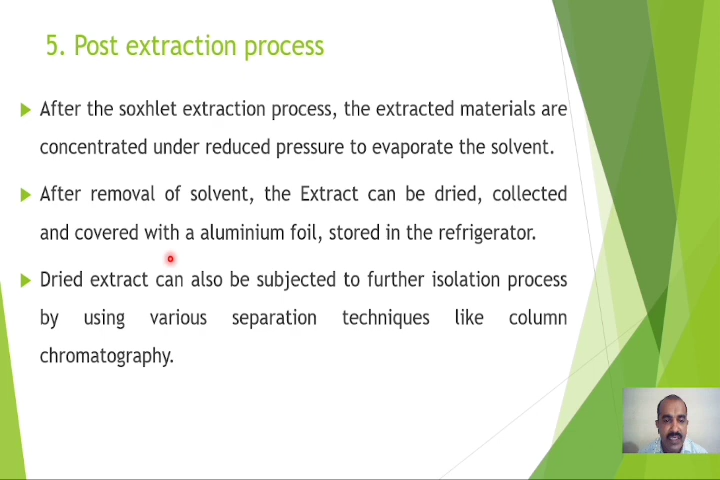 5. Post extraction process
After the soxhlet extraction process, the extracted materials are
concentrated under reduced pressure to evaporate the solvent.
After removal of solvent, the Extract can be dried, collected
and covered with a aluminium foil, stored in the refrigerator.
Dried extract can also be subjected to further isolation process
by using various separation techniques like column
chromatography.